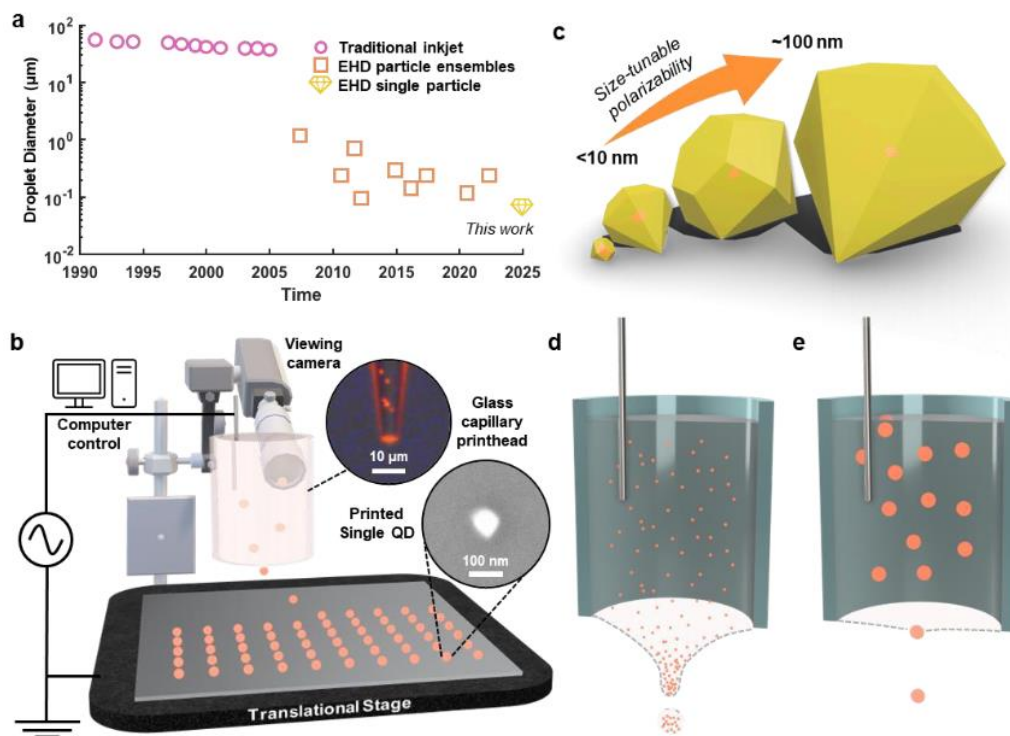 a
10²
10¹
10⁰
10⁻¹
10⁻²
Droplet Diameter (µm)
Traditional inkjet
EHD particle ensembles
EHD single particle
This work
1990
1995
2000
2005
2010
2015
2020
2025
Time
c
Size-tunable
polarizability
<10 nm
~100 nm
b
Computer
control
Viewing
camera
10 µm
Glass
capillary
printhead
Printed
Single QD
100 nm
Translational Stage
d
e